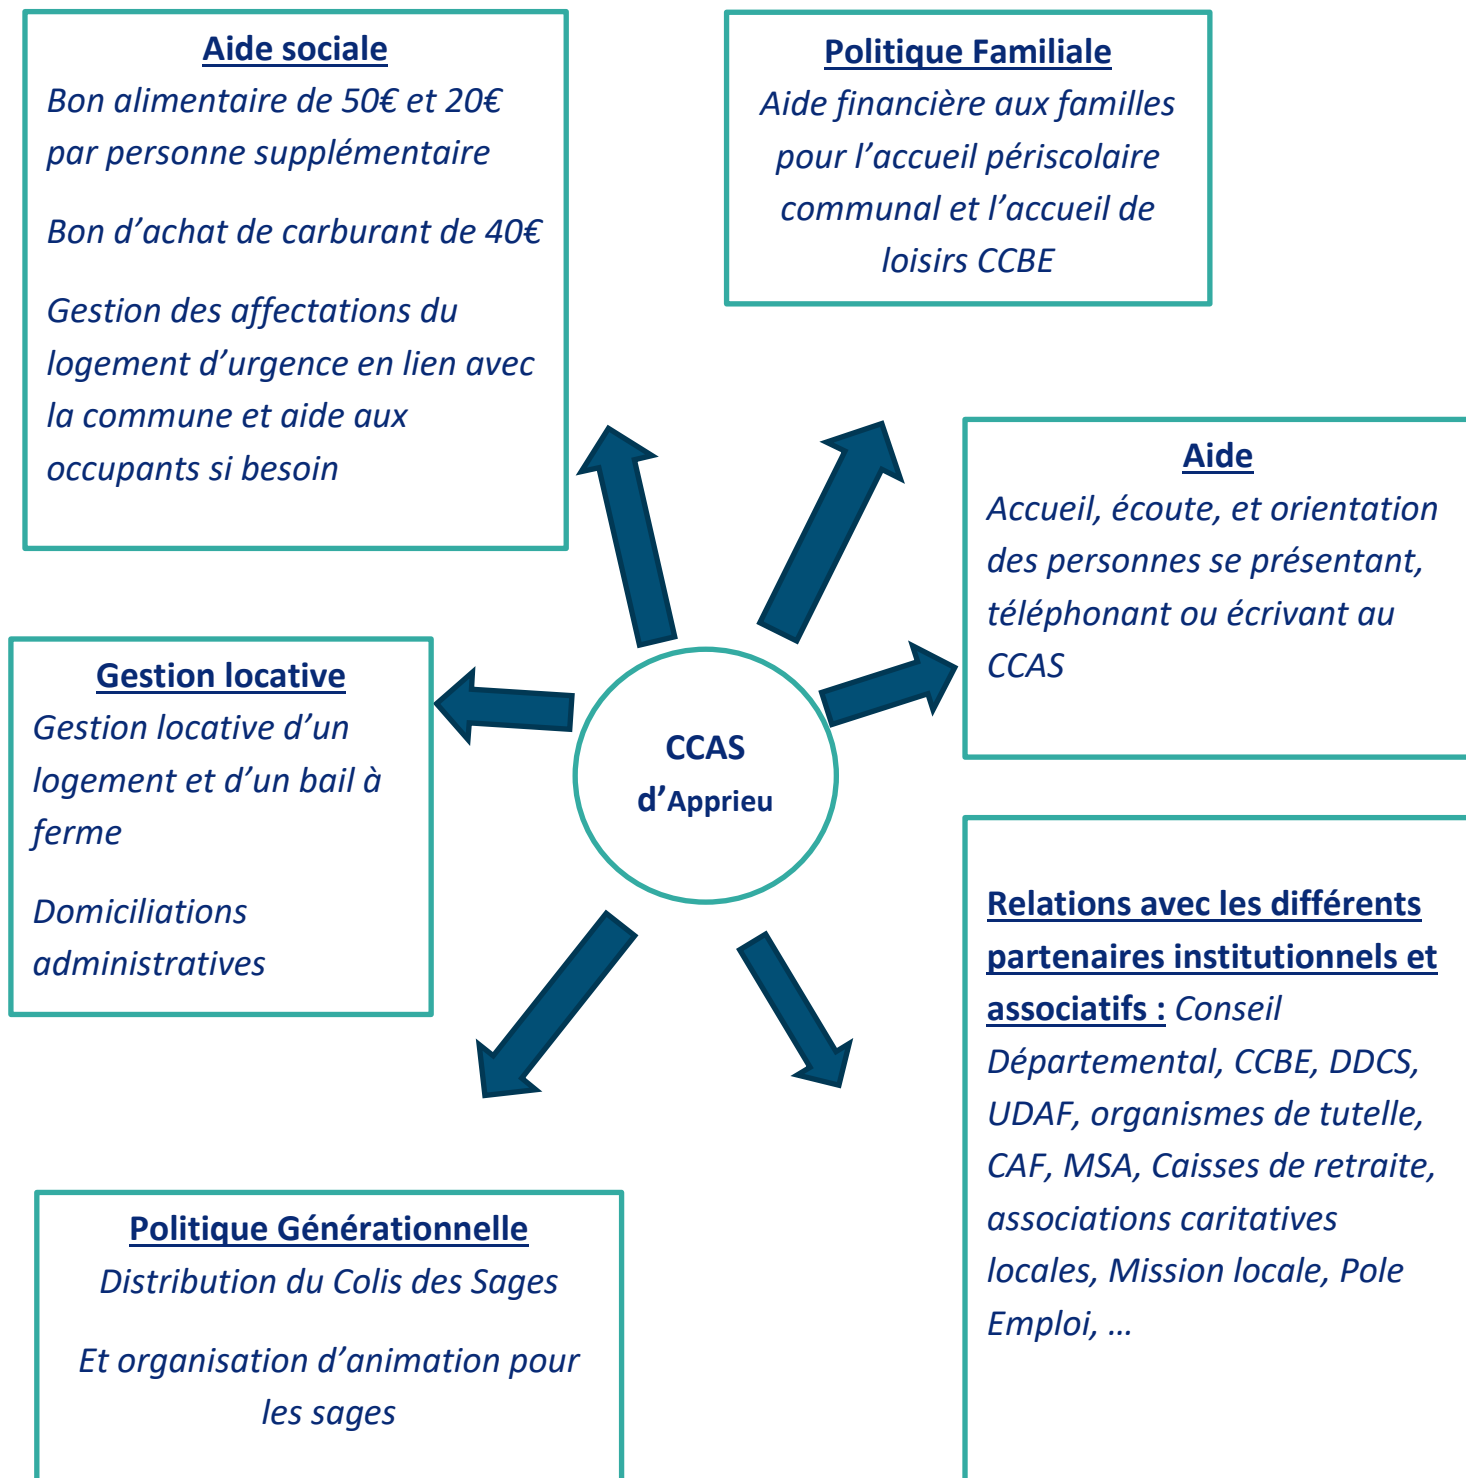 Aide sociale
Bon alimentaire de 50€ et 20€
par personne supplémentaire
Bon d’achat de carburant de 40€
Gestion des affectations du
logement d’urgence en lien avec
la commune et aide aux
occupants si besoin
Politique Familiale
Aide financière aux familles
pour l’accueil périscolaire
communal et l’accueil de
loisirs CCBE
Aide
Accueil, écoute, et orientation
des personnes se présentant,
téléphonant ou écrivant au
CCAS
Gestion locative
Gestion locative d’un
logement et d’un bail à
ferme
Domiciliations
administratives
CCAS
d’Apprieu
Relations avec les différents
partenaires institutionnels et
associatifs : Conseil
Départemental, CCBE, DDCS,
UDAF, organismes de tutelle,
CAF, MSA, Caisses de retraite,
associations caritatives
locales, Mission locale, Pole
Emploi, …
Politique Générationnelle
Distribution du Colis des Sages
Et organisation d’animation pour
les sages